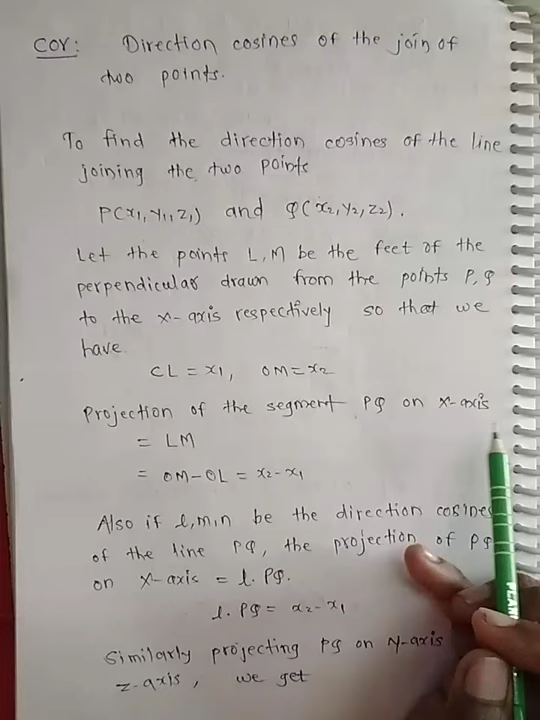 cor: Direction cosines of the join of
two points.
To find the direction cosines of the line
joining the two points
P(x1, y1, z1) and Q(x2, y2, z2).
Let the points L, M be the feet of the
perpendicular drawn from the points P, Q
to the x-axis respectively so that we
have.
CL = x1, OM = x2
Projection of the segment PQ on x-axis
= LM
= OM - OL = x2 - x1
Also if l, m, n be the direction cosines
of the line PQ, the projection of PQ
on x-axis = l. PQ.
l. PQ = x2 - x1
Similarly projecting PQ on y-axis
z-axis, we get